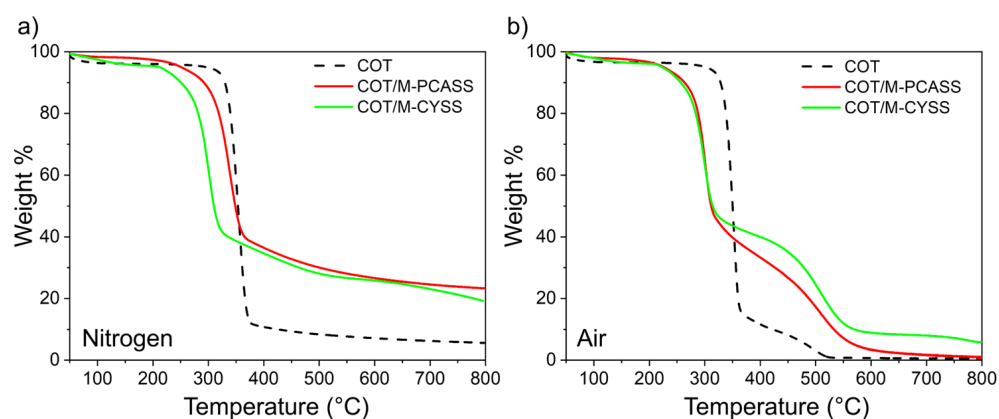 a)
100
80
60
40
20
0
Weight %
COT
COT/M-PCASS
COT/M-CYSS
Nitrogen
100 200 300 400 500 600 700 800
Temperature (°C)
b)
100
80
60
40
20
0
Weight %
COT
COT/M-PCASS
COT/M-CYSS
Air
100 200 300 400 500 600 700 800
Temperature (°C)